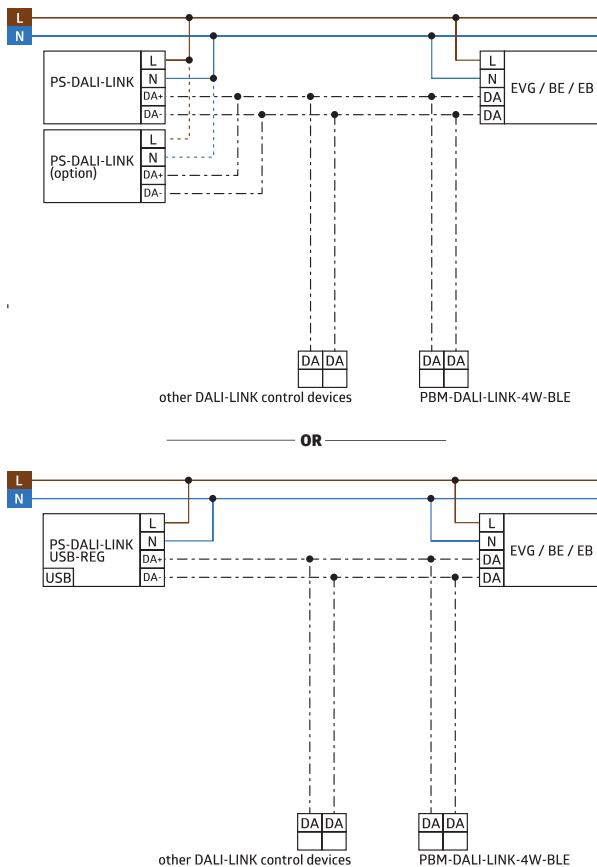 L
N
PS-DALI-LINK
L
N
DA+
DA-
L
N
DA
DA
EVG / BE / EB
PS-DALI-LINK
(option)
L
N
DA+
DA-
DA DA
DA DA
other DALI-LINK control devices
PBM-DALI-LINK-4W-BLE
OR
L
N
PS-DALI-LINK
USB-REG
USB
L
N
DA+
DA-
L
N
DA
DA
EVG / BE / EB
DA DA
DA DA
other DALI-LINK control devices
PBM-DALI-LINK-4W-BLE